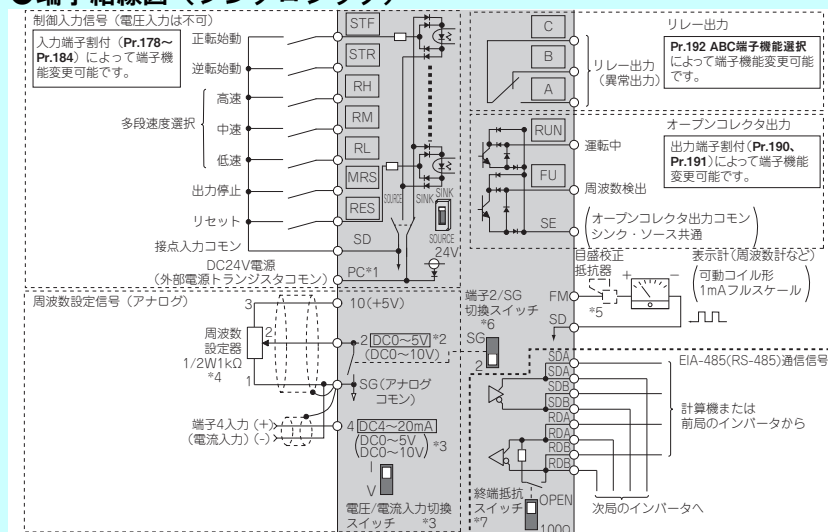 ●端子結線図（シンクロジック）
制御入力信号（電圧入力は不可）
入力端子割付（Pr.178～
Pr.184）によって端子機
能変更可能です。
正転始動
逆転始動
多段速度選択
高速
中速
低速
出力停止
リセット
接点入力コモン
DC24V電源
（外部電源トランジスタコモン）
STF
STR
RH
RM
RL
MRS
RES
SD
PC*1
SOURCE
SINK
SINK
SOURCE
24V
C
B
A
リレー出力
リレー出力
（異常出力）
Pr.192 ABC端子機能選択
によって端子機能変更可能
です。
RUN
FU
SE
オープンコレクタ出力
運転中
周波数検出
出力端子割付（Pr.190、
Pr.191）によって端子機能
変更可能です。
（オープンコレクタ出力コモン
シンク・ソース共通）
周波数設定信号（アナログ）
周波数
設定器
1/2W1kΩ
*4
3
2
1
10(+5V)
2 DC0～5V *2
(DC0～10V)
SG(アナログ
コモン)
端子4入力 (+)
(電流入力) (-)
4 DC4～20mA
(DC0～5V
DC0～10V) *3
I
V
電圧/電流入力切換
スイッチ *3
端子2/SG
切換スイッチ
*6
SG
2
FM
SD
目盛校正
抵抗器
*5
+
−
表示計（周波数計など）
（可動コイル形
1mAフルスケール）
SDA
SDA
SDB
SDB
RDA
RDA
RDB
RDB
EIA-485(RS-485)通信信号
計算機または
前局のインバータから
次局のインバータへ
終端抵抗
スイッチ
*7
OPEN
100Ω